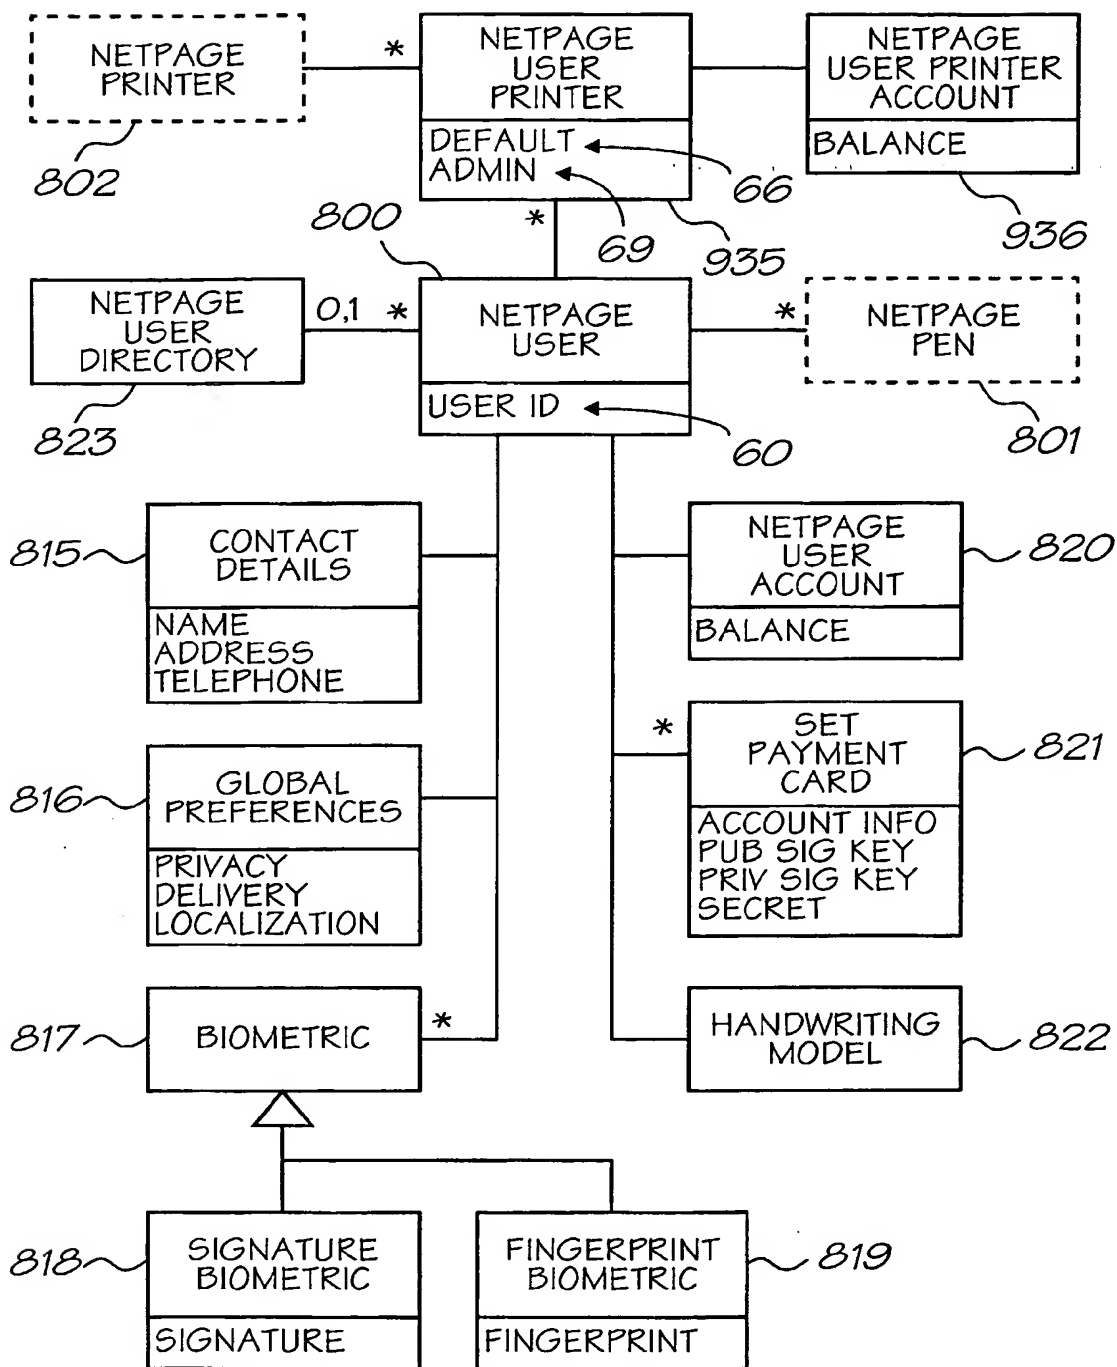 NETPAGE
PRINTER
802
*
NETPAGE
USER
PRINTER
DEFAULT
ADMIN
66
69
935
NETPAGE
USER PRINTER
ACCOUNT
BALANCE
936
*
800
NETPAGE
USER
DIRECTORY
823
0,1
*
NETPAGE
USER
USER ID
60
*
NETPAGE
PEN
801
815
CONTACT
DETAILS
NAME
ADDRESS
TELEPHONE
NETPAGE
USER
ACCOUNT
BALANCE
820
816
GLOBAL
PREFERENCES
PRIVACY
DELIVERY
LOCALIZATION
*
SET
PAYMENT
CARD
ACCOUNT INFO
PUB SIG KEY
PRIV SIG KEY
SECRET
821
817
BIOMETRIC
*
HANDWRITING
MODEL
822
818
SIGNATURE
BIOMETRIC
SIGNATURE
FINGERPRINT
BIOMETRIC
FINGERPRINT
819